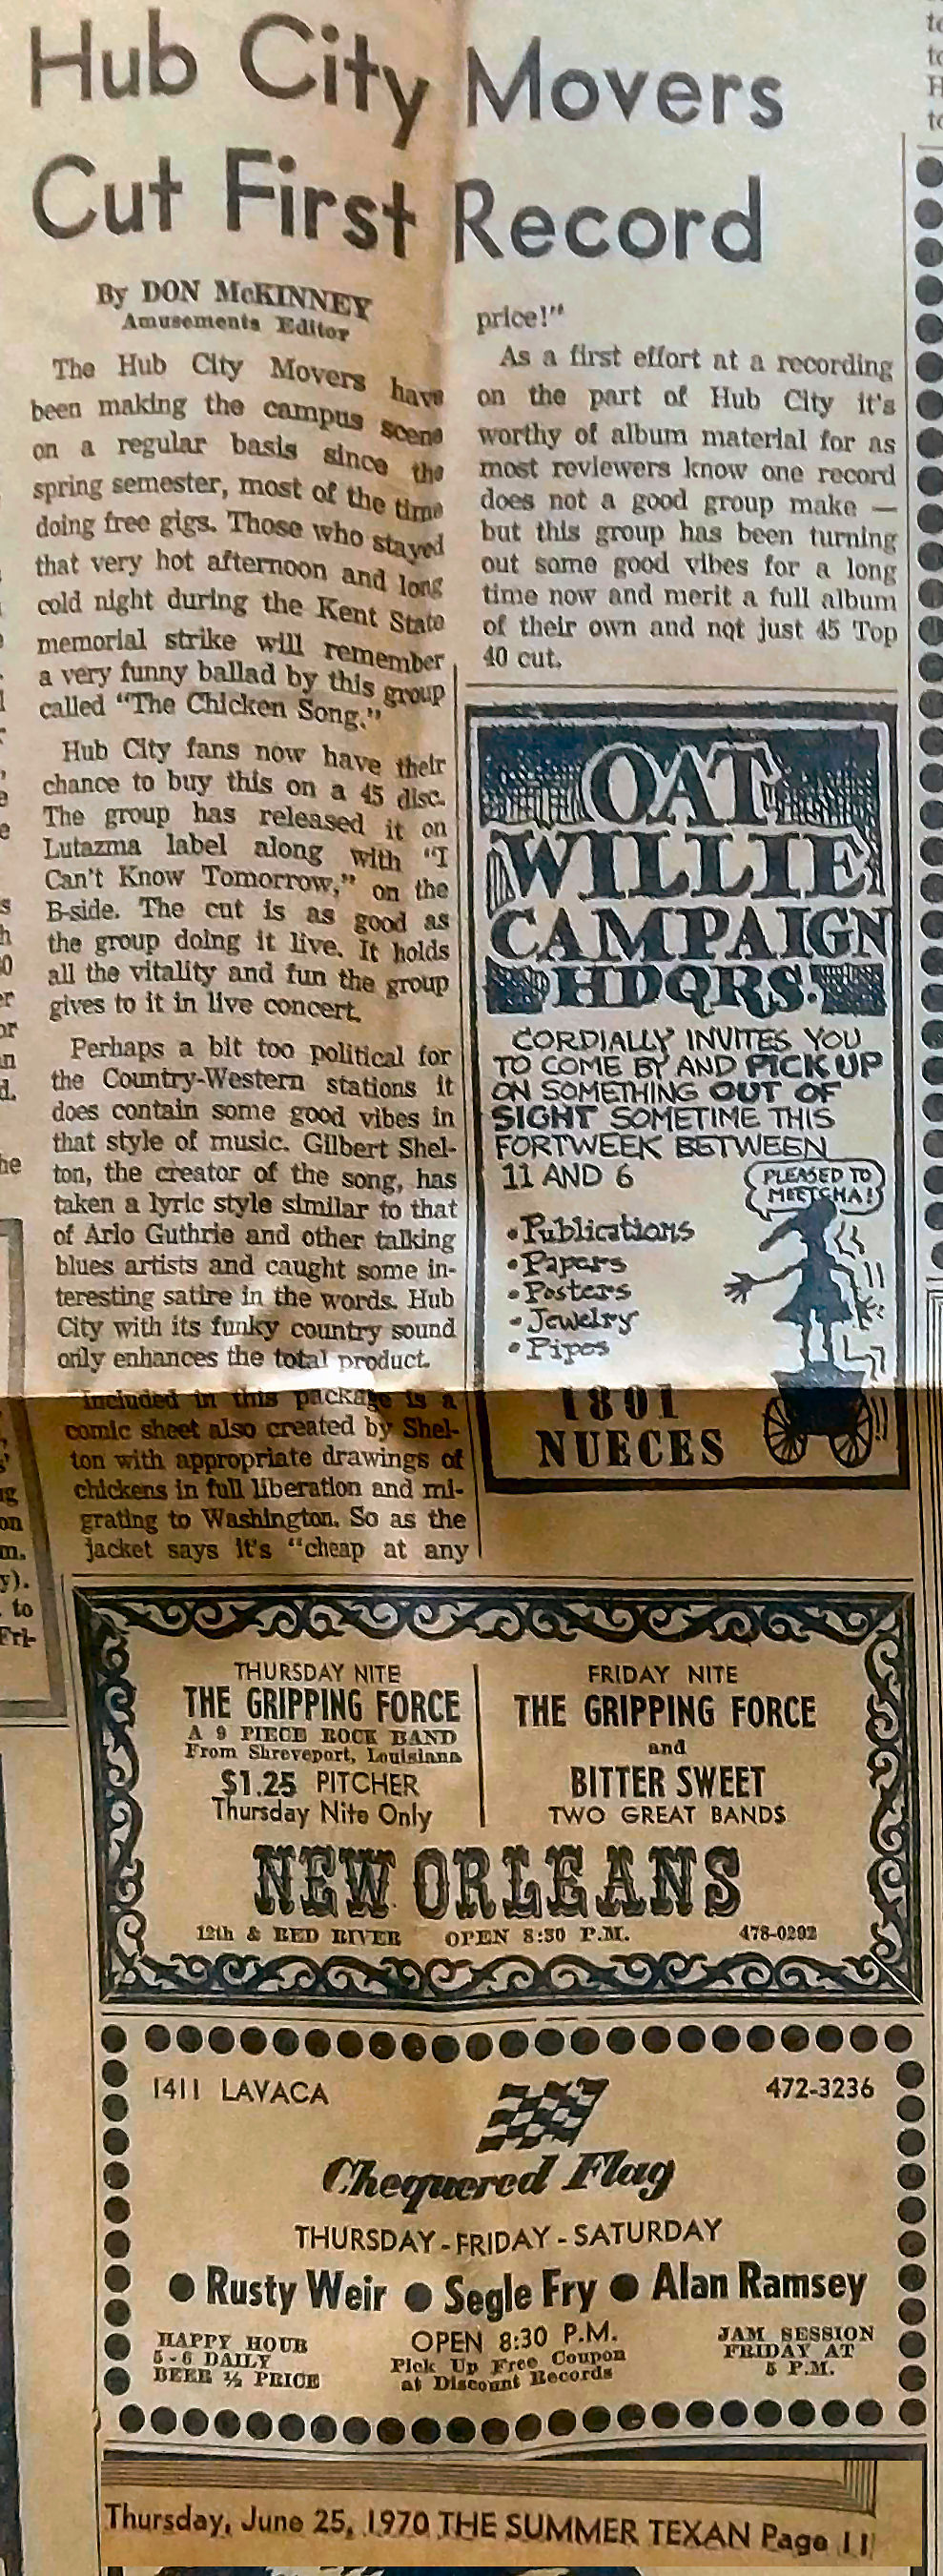 Hub City Movers
Cut First Record
By DON McKINNEY
Amusements Editor
The Hub City Movers have
been making the campus scene
on a regular basis since the
spring semester, most of the time
doing free gigs. Those who stayed
that very hot afternoon and long
cold night during the Kent State
memorial strike will remember
a very funny ballad by this group
called "The Chicken Song."
Hub City fans now have their
chance to buy this on a 45 disc.
The group has released it on
Lutazma label along with "I
Can't Know Tomorrow," on the
B-side. The cut is as good as
the group doing it live. It holds
all the vitality and fun the group
gives to it in live concert.
Perhaps a bit too political for
the Country-Western stations it
does contain some good vibes in
that style of music. Gilbert Shel-
ton, the creator of the song, has
taken a lyric style similar to that
of Arlo Guthrie and other talking
blues artists and caught some in-
teresting satire in the words. Hub
City with its funky country sound
only enhances the total product.
Included in this package is a
comic sheet also created by Shel-
ton with appropriate drawings of
chickens in full liberation and mi-
grating to Washington. So as the
jacket says it's "cheap at any
price!"
As a first effort at a recording
on the part of Hub City it's
worthy of album material for as
most reviewers know one record
does not a good group make —
but this group has been turning
out some good vibes for a long
time now and merit a full album
of their own and not just 45 Top
40 cut.
OAT
WILLIE
CAMPAIGN
HDQRS.
CORDIALLY INVITES YOU
TO COME BY AND PICK UP
ON SOMETHING OUT OF
SIGHT SOMETIME THIS
FORTWEEK BETWEEN
11 AND 6
PLEASED TO
MEETCHA!
• Publications
• Papers
• Posters
• Jewelry
• Pipes
1801
NUECES
THURSDAY NITE
THE GRIPPING FORCE
A 9 PIECE ROCK BAND
From Shreveport, Louisiana
$1.25 PITCHER
Thursday Nite Only
FRIDAY NITE
THE GRIPPING FORCE
and
BITTER SWEET
TWO GREAT BANDS
NEW ORLEANS
12th & RED RIVER OPEN 8:30 P.M. 478-0292
1411 LAVACA 472-3236
Chequered Flag
THURSDAY - FRIDAY - SATURDAY
● Rusty Weir ● Segle Fry ● Alan Ramsey
HAPPY HOUR
5 - 6 DAILY
BEER ½ PRICE
OPEN 8:30 P.M.
Pick Up Free Coupon
at Discount Records
JAM SESSION
FRIDAY AT
5 P.M.
Thursday, June 25, 1970 THE SUMMER TEXAN Page 11